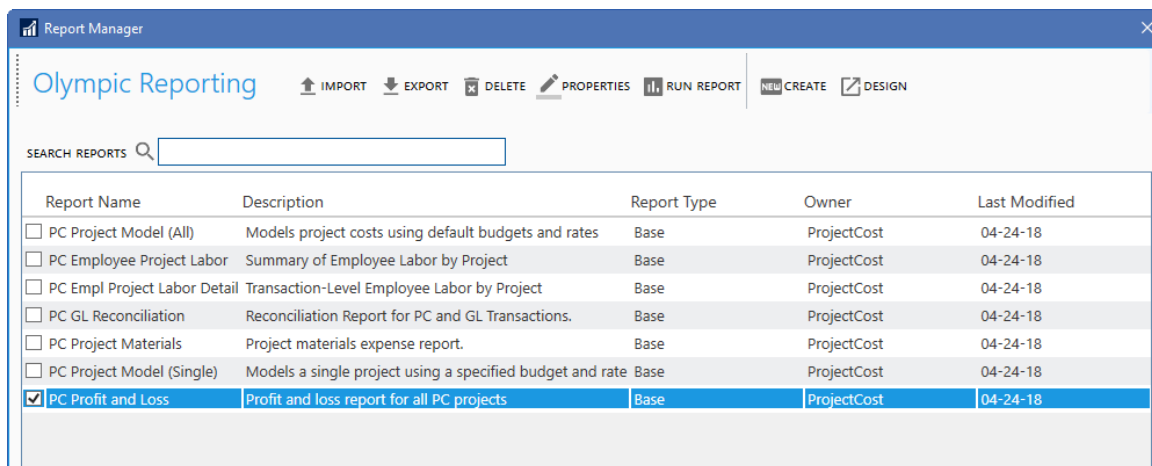 Report Manager
Olympic Reporting IMPORT EXPORT DELETE PROPERTIES RUN REPORT NEW CREATE DESIGN
SEARCH REPORTS
Report Name Description Report Type Owner Last Modified
PC Project Model (All) Models project costs using default budgets and rates Base ProjectCost 04-24-18
PC Employee Project Labor Summary of Employee Labor by Project Base ProjectCost 04-24-18
PC Empl Project Labor Detail Transaction-Level Employee Labor by Project Base ProjectCost 04-24-18
PC GL Reconciliation Reconciliation Report for PC and GL Transactions. Base ProjectCost 04-24-18
PC Project Materials Project materials expense report. Base ProjectCost 04-24-18
PC Project Model (Single) Models a single project using a specified budget and rate Base ProjectCost 04-24-18
PC Profit and Loss Profit and loss report for all PC projects Base ProjectCost 04-24-18